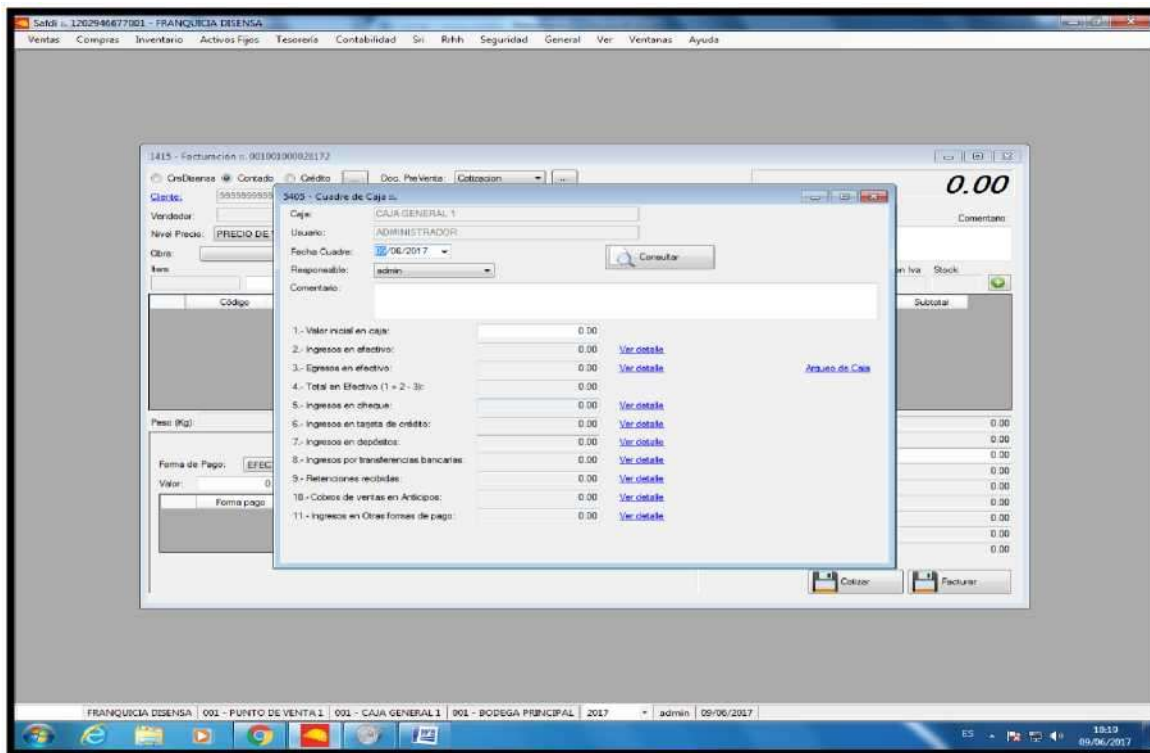 Safdi ::. 1202946677001 - FRANQUICIA DISENSA
Ventas Compras Inventario Activos Fijos Tesorería Contabilidad Sri Rrhh Seguridad General Ver Ventanas Ayuda
1415 - Facturación ::. 001001000028172
CreDisensa Contado Crédito ... Doc. PreVenta: Cotizacion ...
0.00
Cliente:
Vendedor: Comentario:
Nivel Precio: PRECIO DE
Obra:
Item Iva Stock
Código Subtotal
5405 - Cuadre de Caja ::.
Caja: CAJA GENERAL 1
Usuario: ADMINISTRADOR
Fecha Cuadre: /06/2017 Consultar
Responsable: admin
Comentario:
1.- Valor inicial en caja: 0.00
2.- Ingresos en efectivo: 0.00 Ver detalle
3.- Egresos en efectivo: 0.00 Ver detalle Arqueo de Caja
4.- Total en Efectivo (1 + 2 - 3): 0.00
5.- Ingresos en cheque: 0.00 Ver detalle
6.- Ingresos en tarjeta de crédito: 0.00 Ver detalle
7.- Ingresos en depósitos: 0.00 Ver detalle
8.- Ingresos por transferencias bancarias: 0.00 Ver detalle
9.- Retenciones recibidas: 0.00 Ver detalle
10.- Cobros de ventas en Anticipos: 0.00 Ver detalle
11.- Ingresos en Otras formas de pago: 0.00 Ver detalle
Peso (Kg): 0.00
0.00
0.00
Forma de Pago: EFEC 0.00
Valor: 0 0.00
Forma pago 0.00
0.00
0.00
0.00
Cotizar Facturar
FRANQUICIA DISENSA 001 - PUNTO DE VENTA 1 001 - CAJA GENERAL 1 001 - BODEGA PRINCIPAL 2017 admin 09/06/2017
ES 10:19
09/06/2017